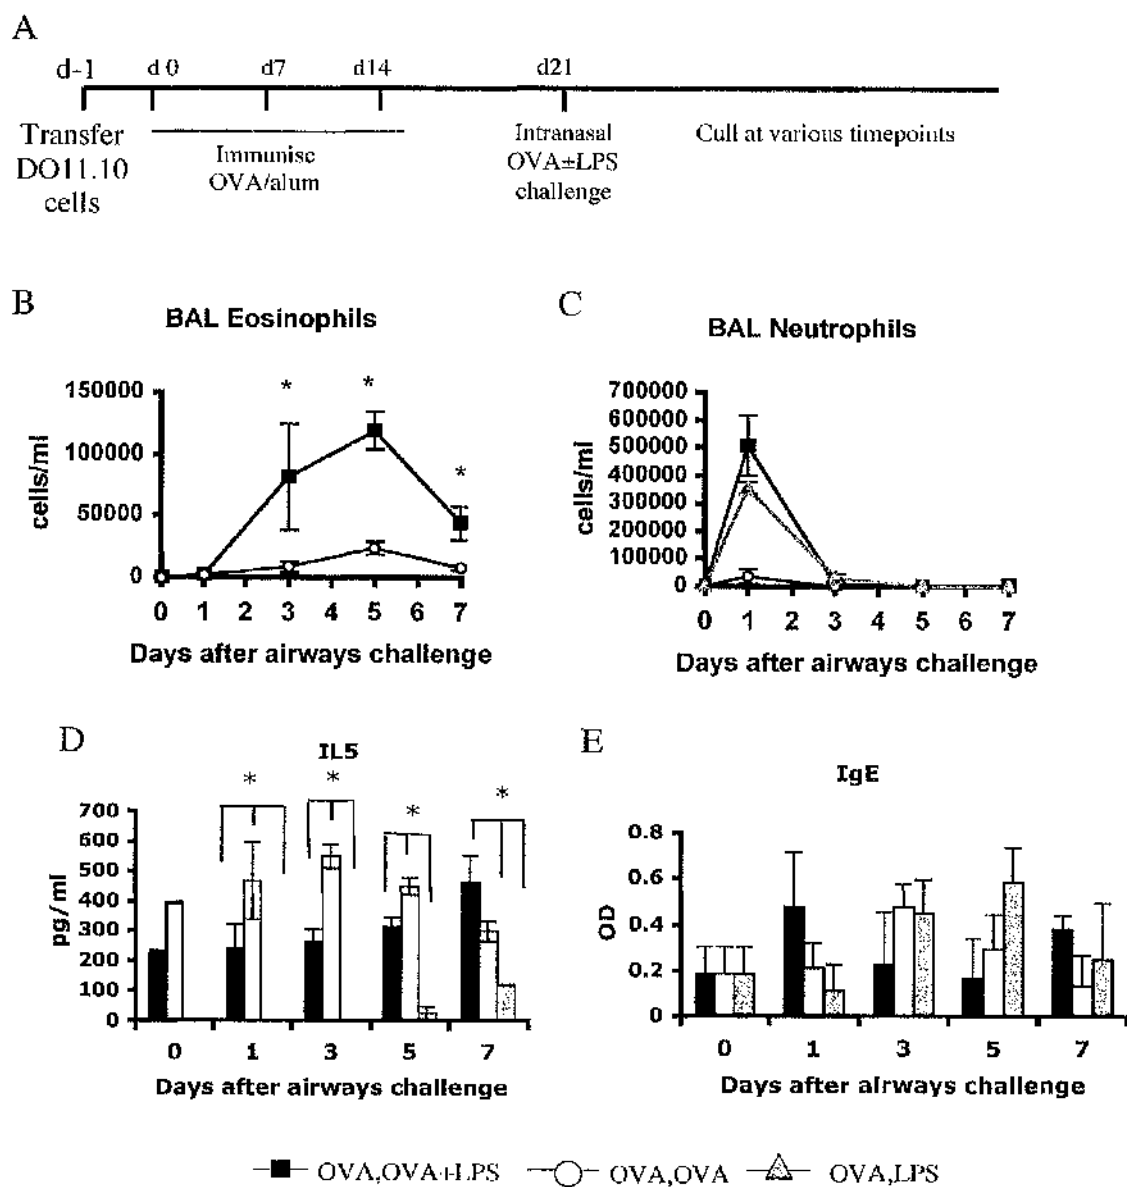 A
d-1 d 0 d7 d14 d21
Transfer
DO11.10
cells
Immunise
OVA/alum
Intranasal
OVA±LPS
challenge
Cull at various timepoints
B
BAL Eosinophils
* * *
150000
100000
50000
0
cells/ml
0 1 2 3 4 5 6 7
Days after airways challenge
C
BAL Neutrophils
700000
600000
500000
400000
300000
200000
100000
0
cells/ml
0 1 2 3 4 5 6 7
Days after airways challenge
D
IL5
* * * *
700
600
500
400
300
200
100
0
pg/ml
0 1 3 5 7
Days after airways challenge
E
IgE
0.8
0.6
0.4
0.2
0
OD
0 1 3 5 7
Days after airways challenge
OVA,OVA+LPS OVA,OVA OVA,LPS